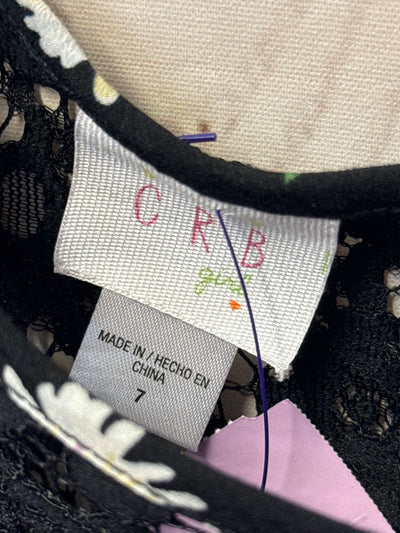 C R B
girl
MADE IN / HECHO EN
CHINA
7